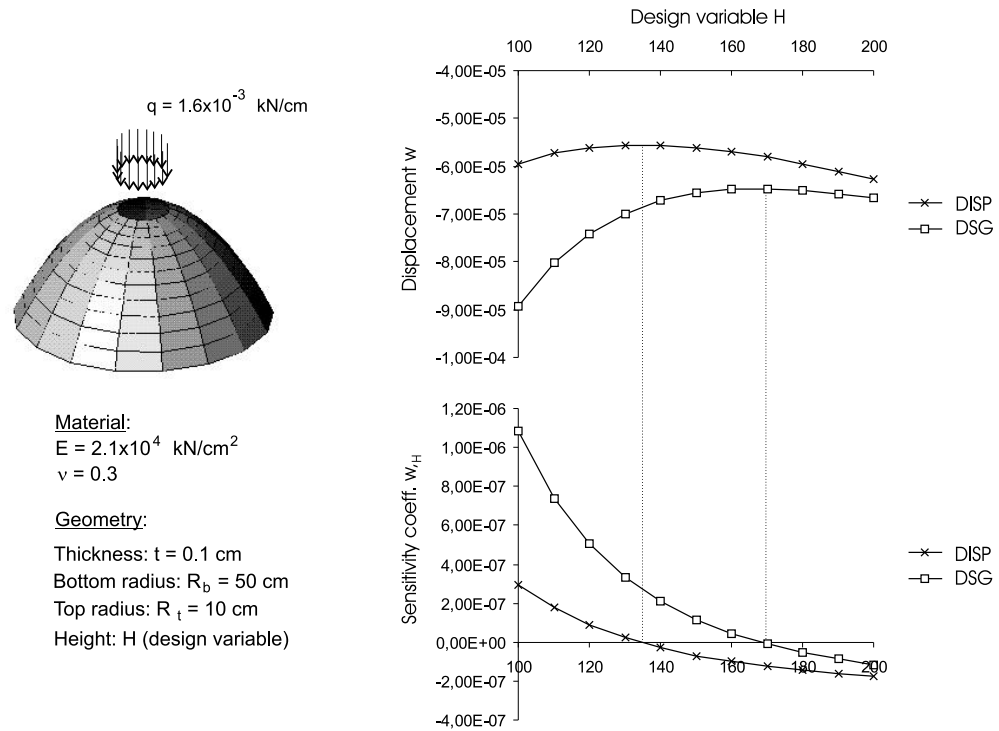 q = 1.6x10-3 kN/cm
Material:
E = 2.1x104 kN/cm2
ν = 0.3
Geometry:
Thickness: t = 0.1 cm
Bottom radius: Rb = 50 cm
Top radius: R t = 10 cm
Height: H (design variable)
Design variable H
100 120 140 160 180 200
-4,00E-05
-5,00E-05
-6,00E-05
-7,00E-05
-8,00E-05
-9,00E-05
-1,00E-04
Displacement w
DISP
DSG
1,20E-06
1,00E-06
8,00E-07
6,00E-07
4,00E-07
2,00E-07
0,00E+00
-2,00E-07
-4,00E-07
Sensitivity coeff. w,H
100 120 140 160 180 200
DISP
DSG